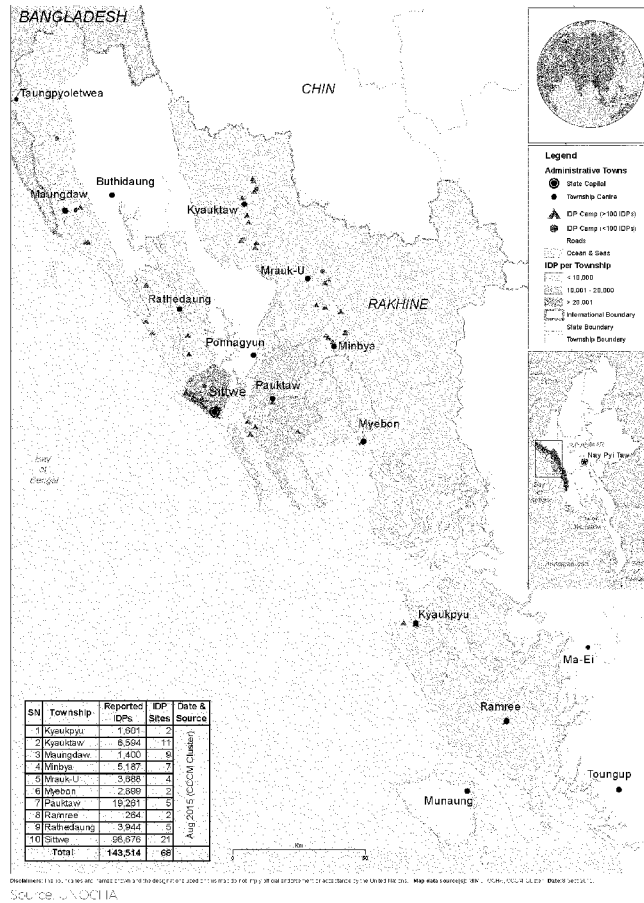 BANGLADESH
CHIN
Taungpyoletwea
Maungdaw
Buthidaung
Kyauktaw
Mrauk-U
RAKHINE
Rathedaung
Ponnagyun
Minbya
Sittwe
Pauktaw
Myebon
Bay
of
Bengal
Kyaukpyu
Ma-Ei
Ramree
Munaung
Toungup
Legend
Administrative Towns
State Capital
Township Centre
IDP Camp (>100 IDPs)
IDP Camp (<100 IDPs)
Roads
Ocean & Seas
IDP per Township
< 10,000
10,001 - 20,000
> 20,001
International Boundary
State Boundary
Township Boundary
Nay Pyi Taw
SN Township Reported IDPs IDP Sites Date & Source
1 Kyaukpyu 1,601 2
2 Kyauktaw 6,594 11
3 Maungdaw 1,400 9
4 Minbya 5,187 7
5 Mrauk-U 3,688 4
6 Myebon 2,699 2
7 Pauktaw 19,261 5
8 Ramree 264 2
9 Rathedaung 3,944 5
10 Sittwe 98,676 21
Total 143,514 68
Aug 2015 (CCCM Cluster)
Km
Source: UNOCHA